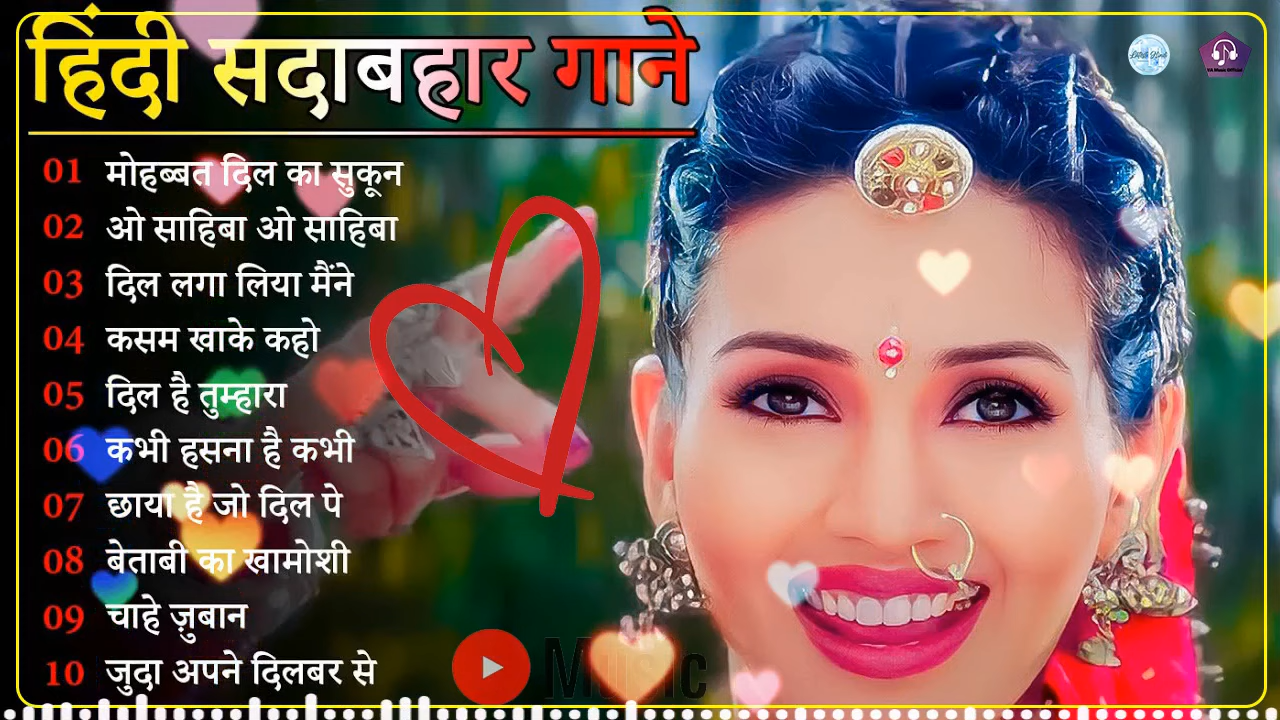 हिंदी सदाबहार गाने
01 मोहब्बत दिल का सुकून
02 ओ साहिबा ओ साहिबा
03 दिल लगा लिया मैंने
04 कसम खाके कहो
05 दिल है तुम्हारा
06 कभी हसना है कभी
07 छाया है जो दिल पे
08 बेताबी का खामोशी
09 चाहे ज़ुबान
10 जुदा अपने दिलबर से
Music